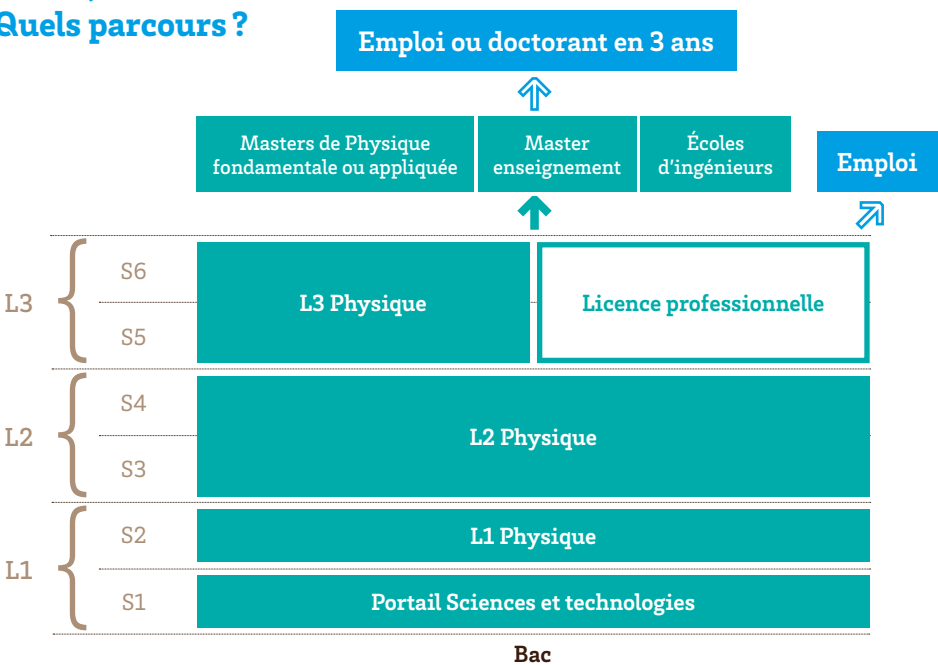 Quels parcours ?
Emploi ou doctorant en 3 ans
Masters de Physique
fondamentale ou appliquée
Master
enseignement
Écoles
d'ingénieurs
Emploi
L3
S6
S5
L3 Physique
Licence professionnelle
L2
S4
S3
L2 Physique
L1
S2
L1 Physique
S1
Portail Sciences et technologies
Bac